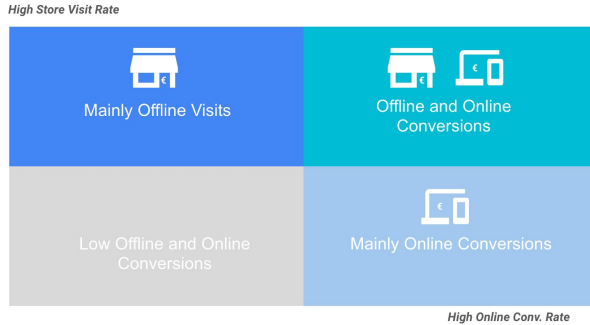 High Store Visit Rate
€
Mainly Offline Visits
€
€
Offline and Online
Conversions
Low Offline and Online
Conversions
€
Mainly Online Conversions
High Online Conv. Rate